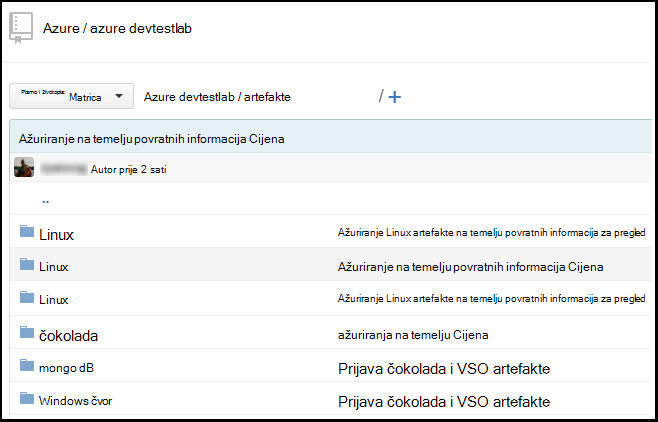 Azure / azure devtestlab
Pismo i životopis: Matrica Azure devtestlab / artefakte / +
Ažuriranje na temelju povratnih informacija Cijena
Autor prije 2 sati
..
Linux Ažuriranje Linux artefakte na temelju povratnih informacija za pregled
Linux Ažuriranje na temelju povratnih informacija Cijena
Linux Ažuriranje Linux artefakte na temelju povratnih informacija za pregled
čokolada ažuriranja na temelju Cijena
mongo dB Prijava čokolada i VSO artefakte
Windows čvor Prijava čokolada i VSO artefakte